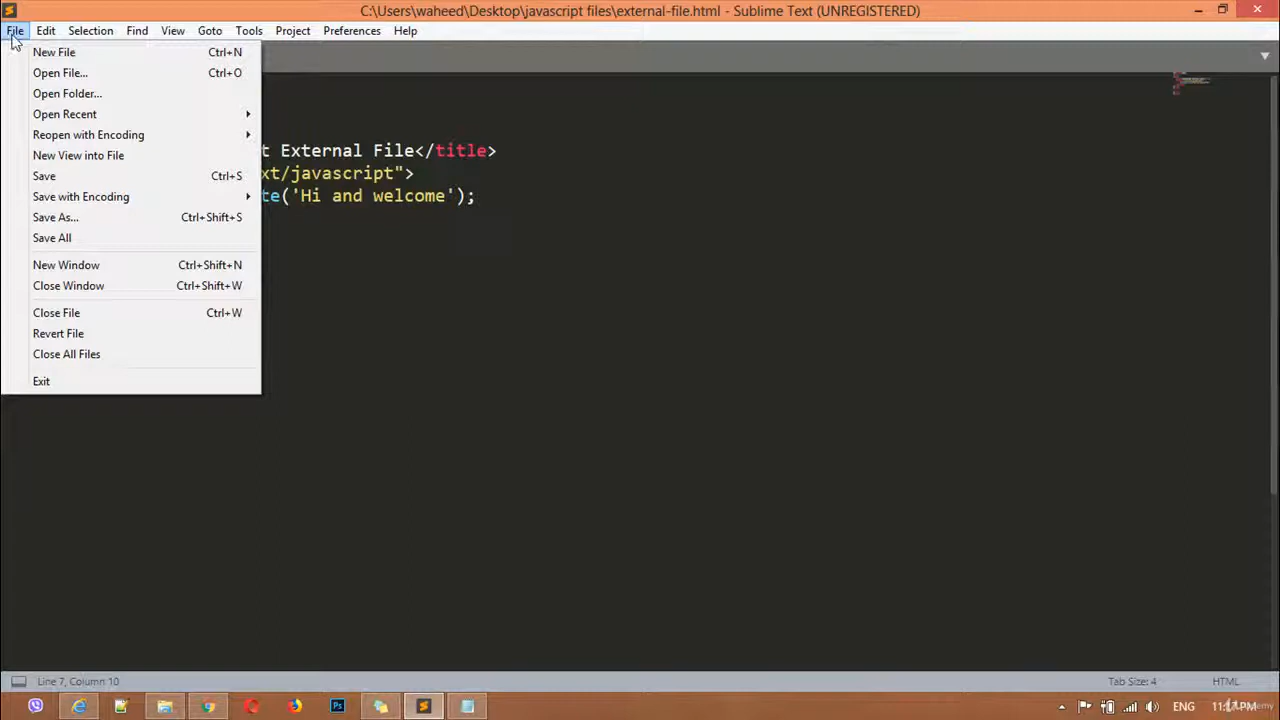 C:\Users\waheed\Desktop\javascript files\external-file.html - Sublime Text (UNREGISTERED)
File Edit Selection Find View Goto Tools Project Preferences Help
New File Ctrl+N
Open File... Ctrl+O
Open Folder...
Open Recent
Reopen with Encoding
t External File</title>
New View into File
xt/javascript">
Save Ctrl+S
Save with Encoding
te('Hi and welcome');
Save As... Ctrl+Shift+S
Save All
New Window Ctrl+Shift+N
Close Window Ctrl+Shift+W
Close File Ctrl+W
Revert File
Close All Files
Exit
Line 7, Column 10 Tab Size: 4 HTML
ENG